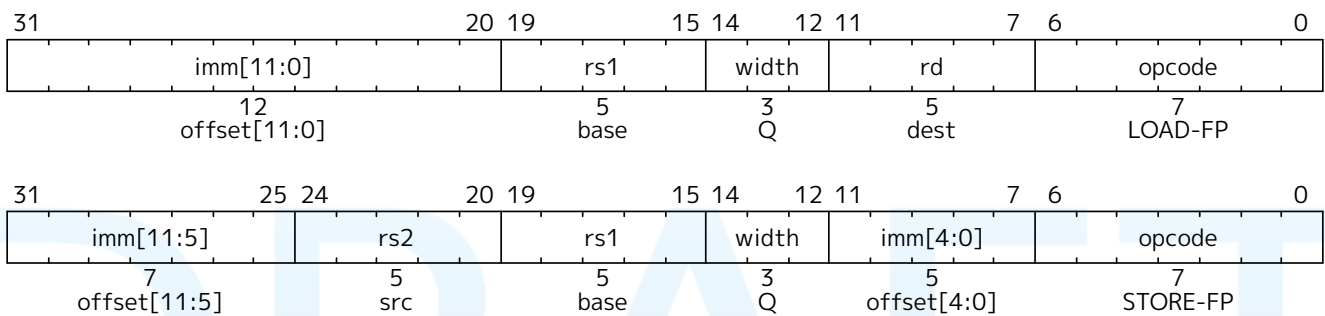 31 20 19 15 14 12 11 7 6 0
imm[11:0] rs1 width rd opcode
12 5 3 5 7
offset[11:0] base Q dest LOAD-FP
31 25 24 20 19 15 14 12 11 7 6 0
imm[11:5] rs2 rs1 width imm[4:0] opcode
7 5 5 3 5 7
offset[11:5] src base Q offset[4:0] STORE-FP